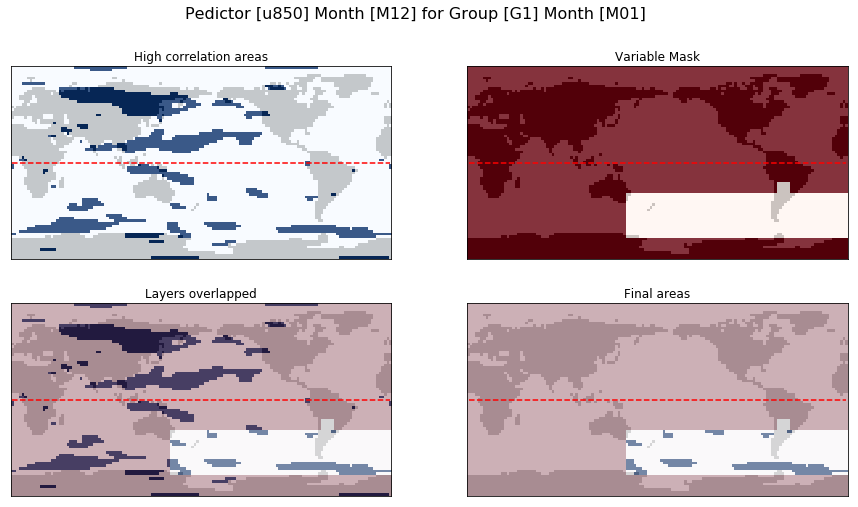 Pedictor [u850] Month [M12] for Group [G1] Month [M01]
High correlation areas
Variable Mask
Layers overlapped
Final areas